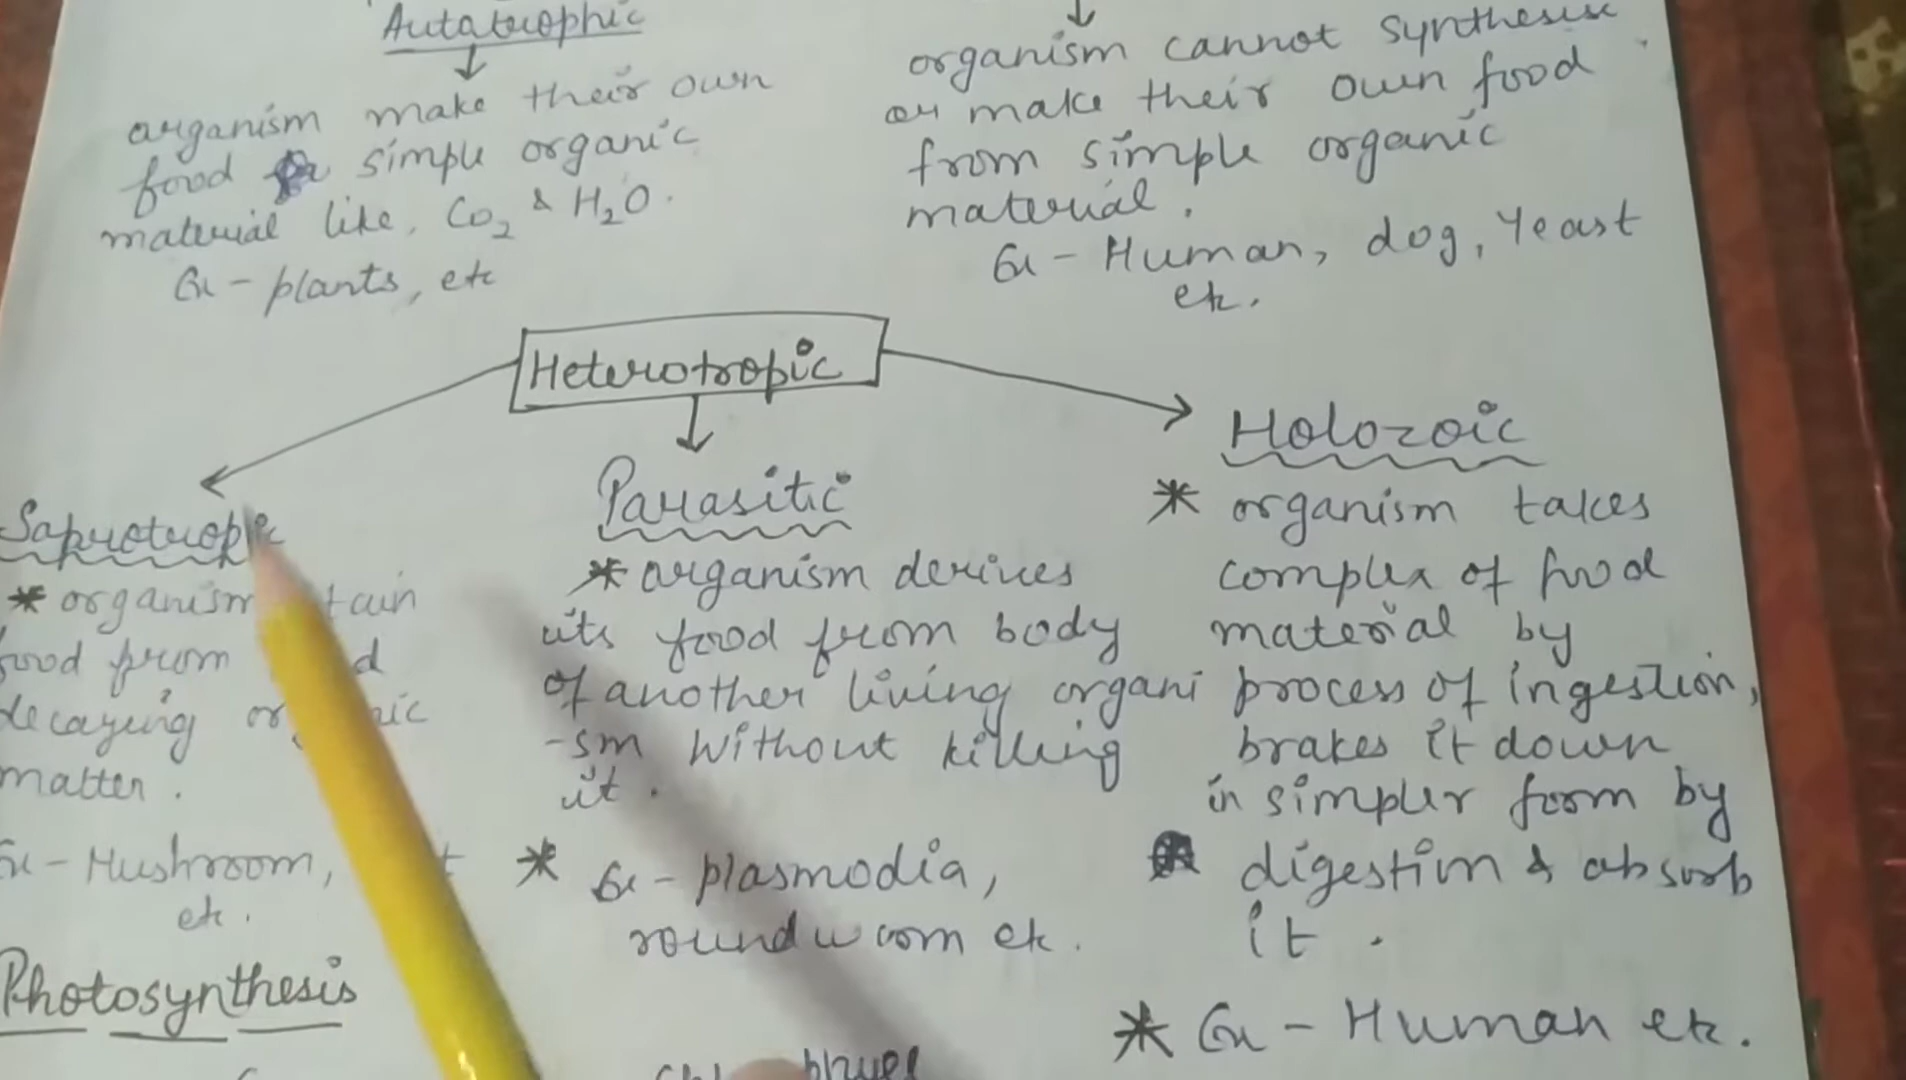 Autotrophic
organism make their own
food simple organic
material like, Co2 & H2O.
Ex - plants, etc
organism cannot synthesise
or make their own food
from simple organic
material.
Ex - Human, dog, Yeast
etc.
Heterotropic
Saprotropic
* organism
food from
decaying
matter.
Ex - Mushroom,
etc.
Parasitic
* organism derives
its food from body
of another living organi
-sm without killing
it.
* Ex - plasmodia,
roundworm etc.
Holozoic
* organism takes
complex of food
material by
process of ingestion,
brakes it down
in simpler form by
digestion & absorb
it.
* Ex - Human etc.
Photosynthesis